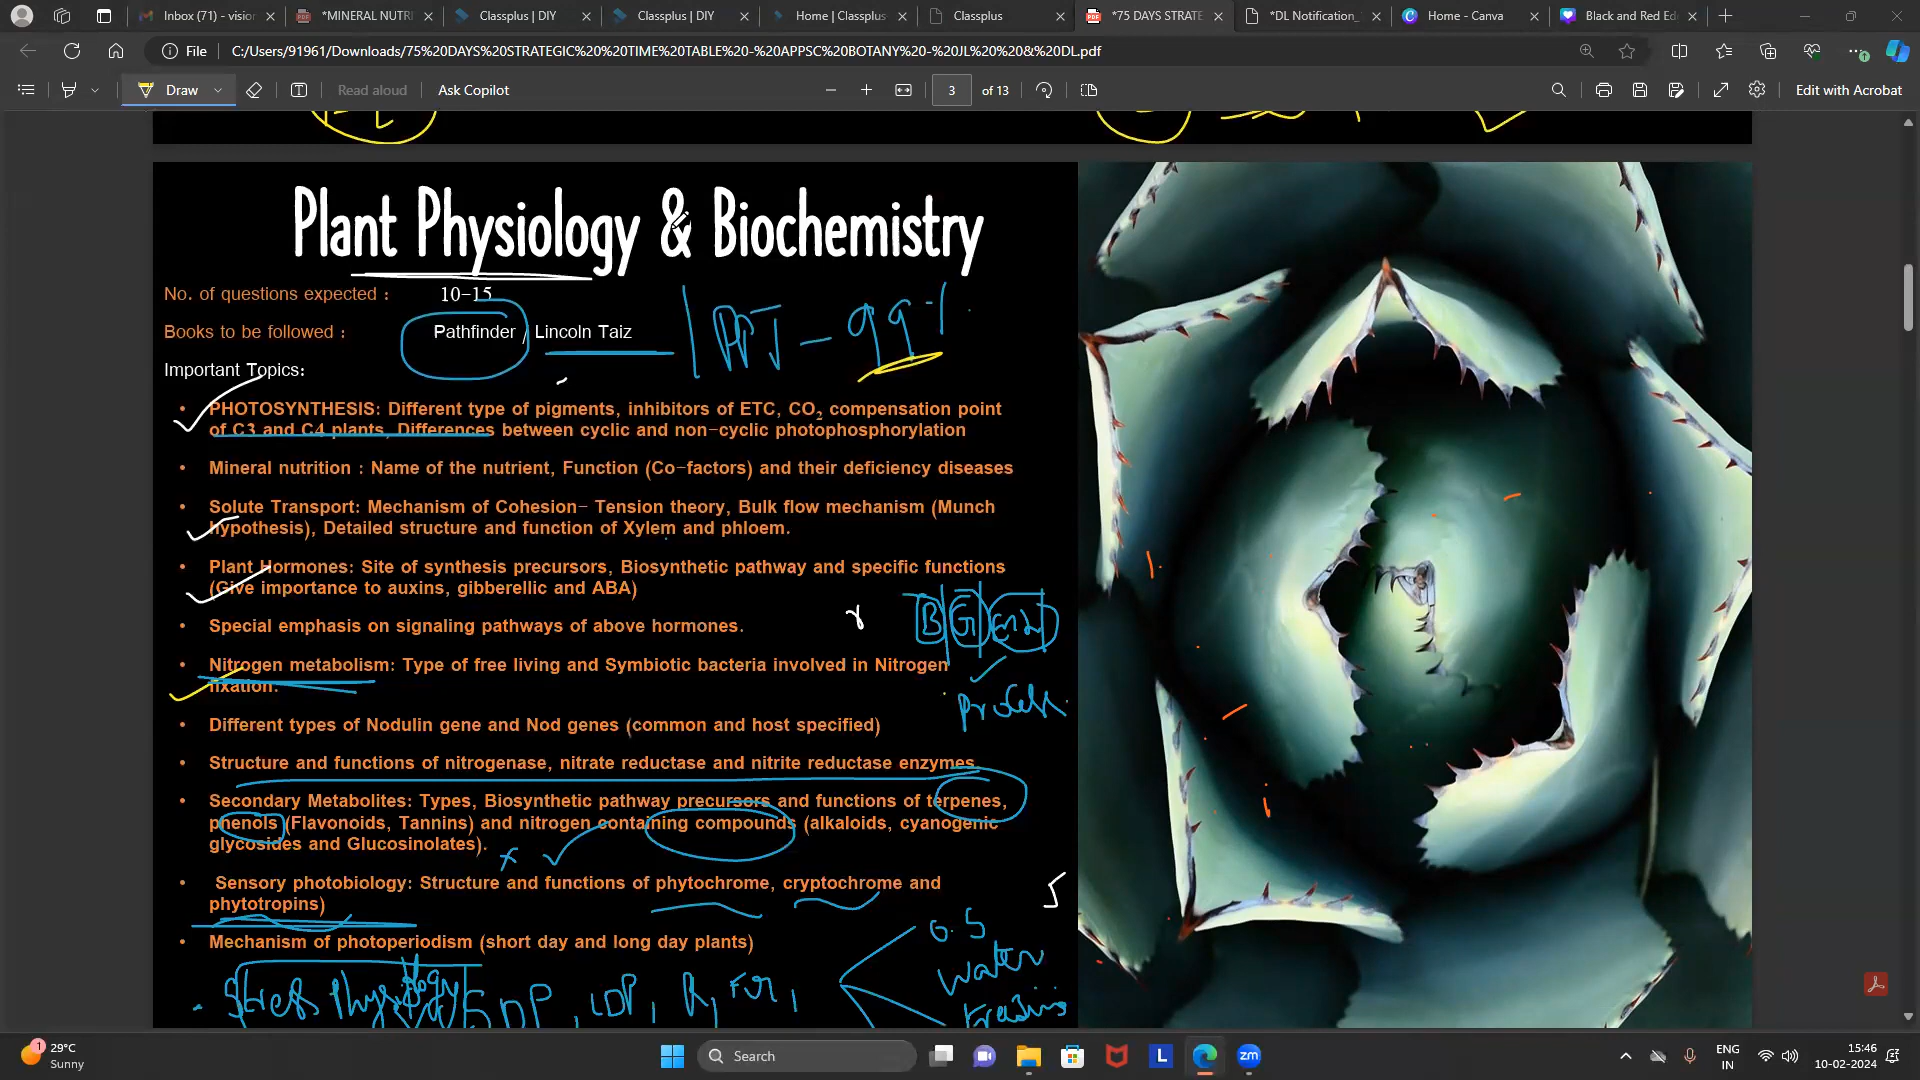 Inbox (71) - vision
*MINERAL NUTRI
Classplus | DIY
Classplus | DIY
Home | Classplus
Classplus
*75 DAYS STRATE
*DL Notification_
Home - Canva
Black and Red Ed
File
C:/Users/91961/Downloads/75%20DAYS%20STRATEGIC%20%20TIME%20TABLE%20-%20APPSC%20BOTANY%20-%20JL%20%20&%20DL.pdf
Draw
Read aloud
Ask Copilot
3
of 13
Edit with Acrobat
Plant Physiology & Biochemistry
No. of questions expected : 10-15
Books to be followed : Pathfinder / Lincoln Taiz
PPT - 99-1
Important Topics:
• PHOTOSYNTHESIS: Different type of pigments, inhibitors of ETC, CO2 compensation point
of C3 and C4 plants, Differences between cyclic and non-cyclic photophosphorylation
• Mineral nutrition : Name of the nutrient, Function (Co-factors) and their deficiency diseases
• Solute Transport: Mechanism of Cohesion- Tension theory, Bulk flow mechanism (Munch
hypothesis), Detailed structure and function of Xylem and phloem.
• Plant Hormones: Site of synthesis precursors, Biosynthetic pathway and specific functions
(Give importance to auxins, gibberellic and ABA)
• Special emphasis on signaling pathways of above hormones.
B G
• Nitrogen metabolism: Type of free living and Symbiotic bacteria involved in Nitrogen
fixation.
• Different types of Nodulin gene and Nod genes (common and host specified)
• Structure and functions of nitrogenase, nitrate reductase and nitrite reductase enzymes
• Secondary Metabolites: Types, Biosynthetic pathway precursors and functions of terpenes,
phenols (Flavonoids, Tannins) and nitrogen containing compounds (alkaloids, cyanogenic
glycosides and Glucosinolates).
• Sensory photobiology: Structure and functions of phytochrome, cryptochrome and
phytotropins)
• Mechanism of photoperiodism (short day and long day plants)
water
• Stress Physiology SDP, LDP, R, FR,
29°C
Sunny
Search
ENG
IN
15:46
10-02-2024